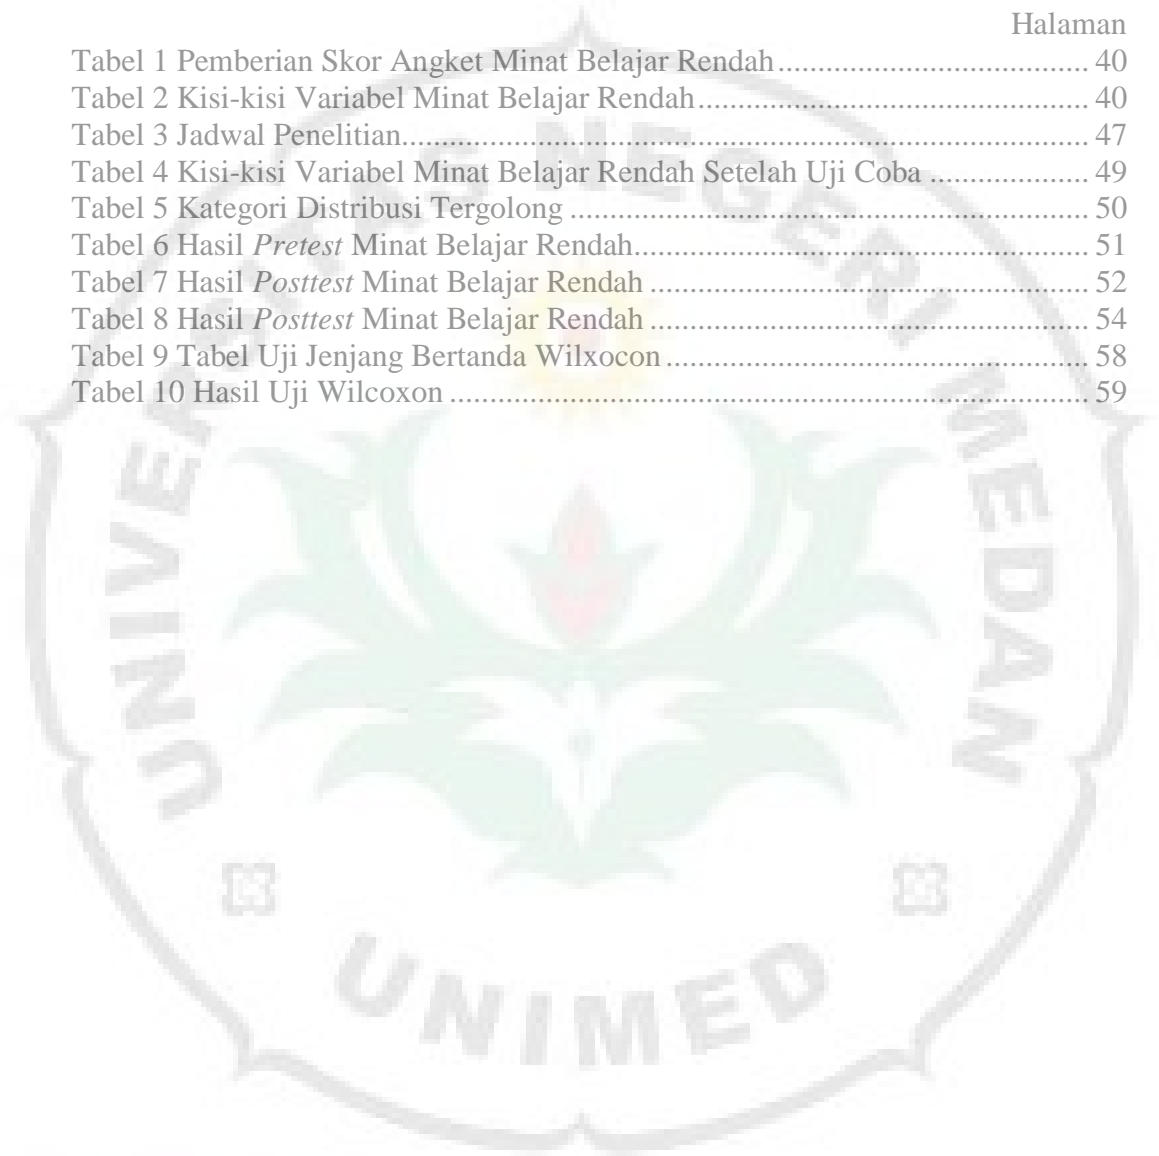 Halaman
Tabel 1 Pemberian Skor Angket Minat Belajar Rendah.................................. 40
Tabel 2 Kisi-kisi Variabel Minat Belajar Rendah........................................... 40
Tabel 3 Jadwal Penelitian........................................................................... 47
Tabel 4 Kisi-kisi Variabel Minat Belajar Rendah Setelah Uji Coba ................. 49
Tabel 5 Kategori Distribusi Tergolong ......................................................... 50
Tabel 6 Hasil Pretest Minat Belajar Rendah.................................................. 51
Tabel 7 Hasil Posttest Minat Belajar Rendah ................................................ 52
Tabel 8 Hasil Posttest Minat Belajar Rendah ................................................ 54
Tabel 9 Tabel Uji Jenjang Bertanda Wilxocon .............................................. 58
Tabel 10 Hasil Uji Wilcoxon ...................................................................... 59
UNIVERSITAS NEGERI MEDAN
UNIMED